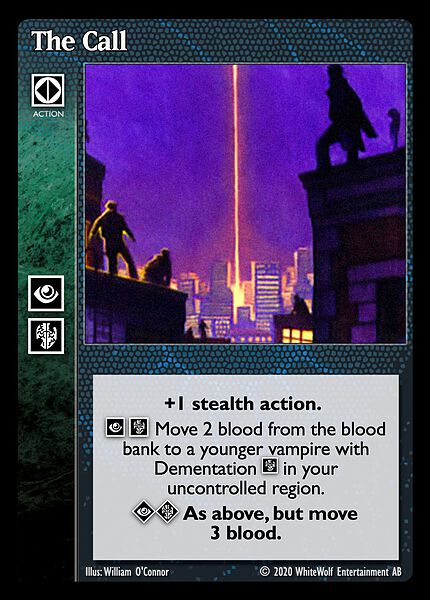 The Call
ACTION
+1 stealth action.
Move 2 blood from the blood
bank to a younger vampire with
Dementation in your
uncontrolled region.
As above, but move
3 blood.
Illus: William O'Connor
© 2020 WhiteWolf Entertainment AB